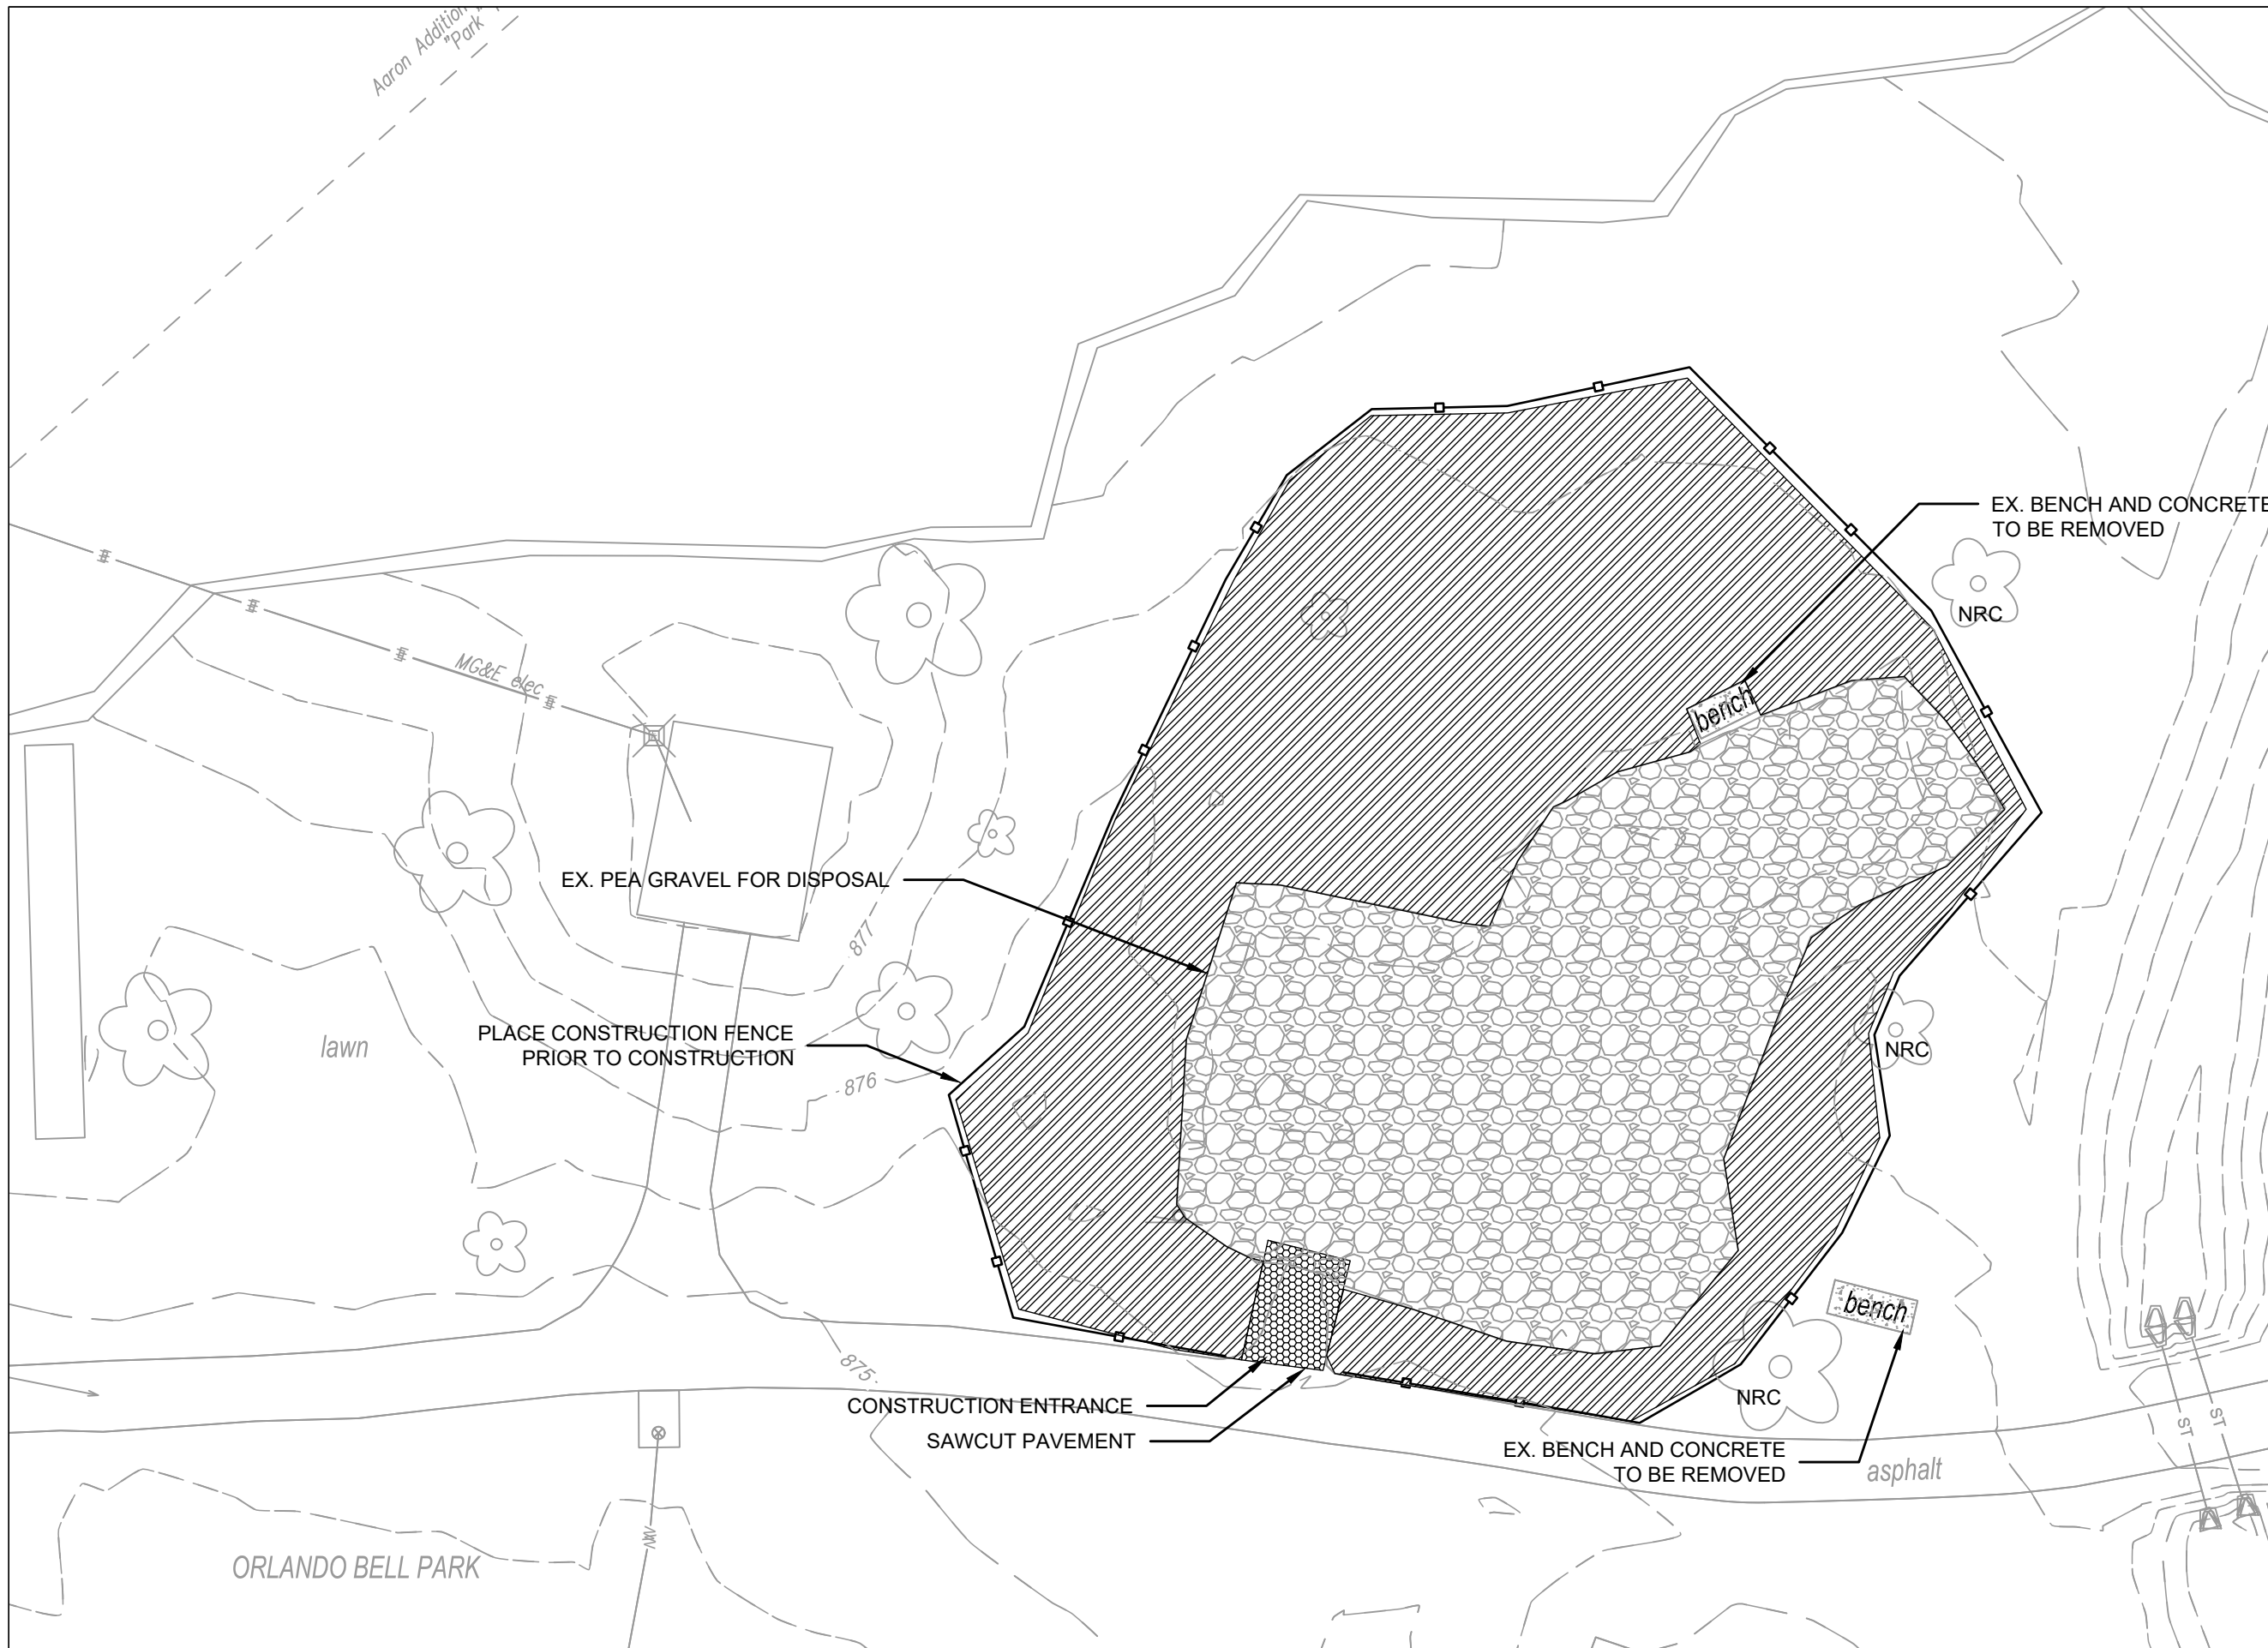 Aaron Addition
"Park
EX. BENCH AND CONCRETE
TO BE REMOVED
NRC
MG&E elec
bench
EX. PEA GRAVEL FOR DISPOSAL
877
PLACE CONSTRUCTION FENCE
PRIOR TO CONSTRUCTION
lawn
NRC
876
bench
875
NRC
CONSTRUCTION ENTRANCE
SAWCUT PAVEMENT
EX. BENCH AND CONCRETE
TO BE REMOVED
asphalt
ST
ST
ORLANDO BELL PARK